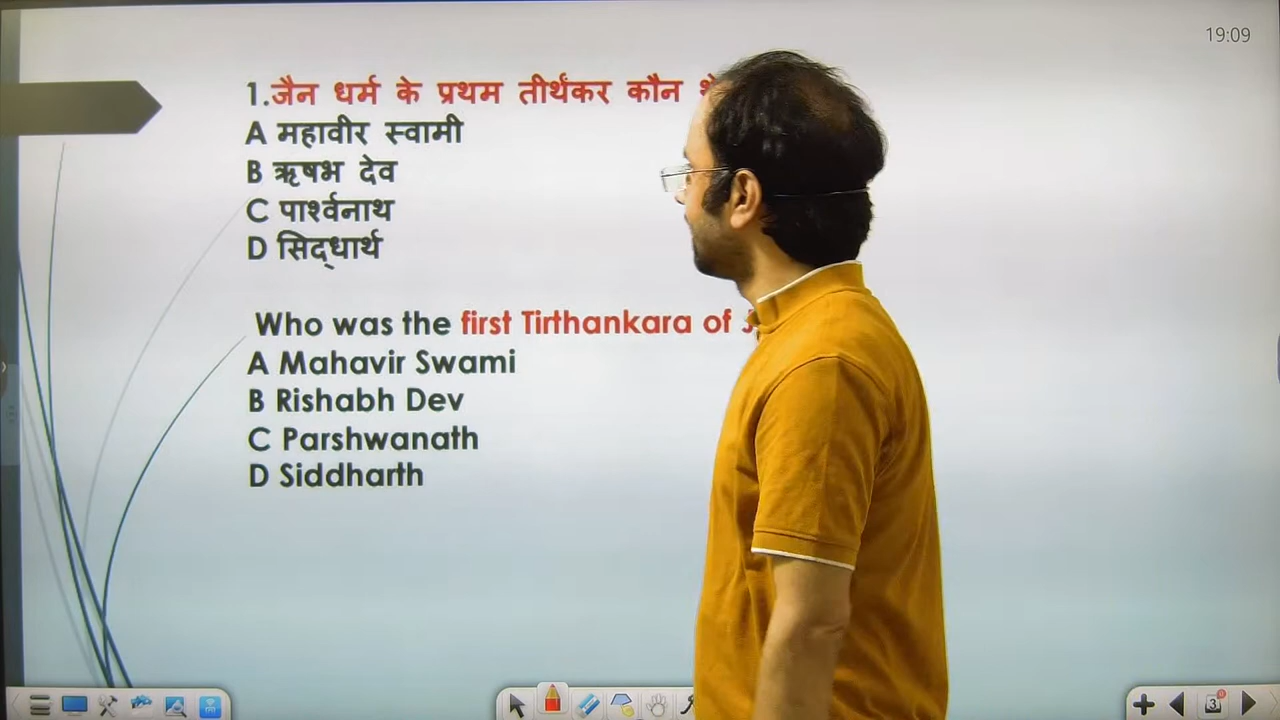 19:09
1.जैन धर्म के प्रथम तीर्थंकर कौन
A महावीर स्वामी
B ऋषभ देव
C पार्श्वनाथ
D सिद्धार्थ
Who was the first Tirthankara of
A Mahavir Swami
B Rishabh Dev
C Parshwanath
D Siddharth
3